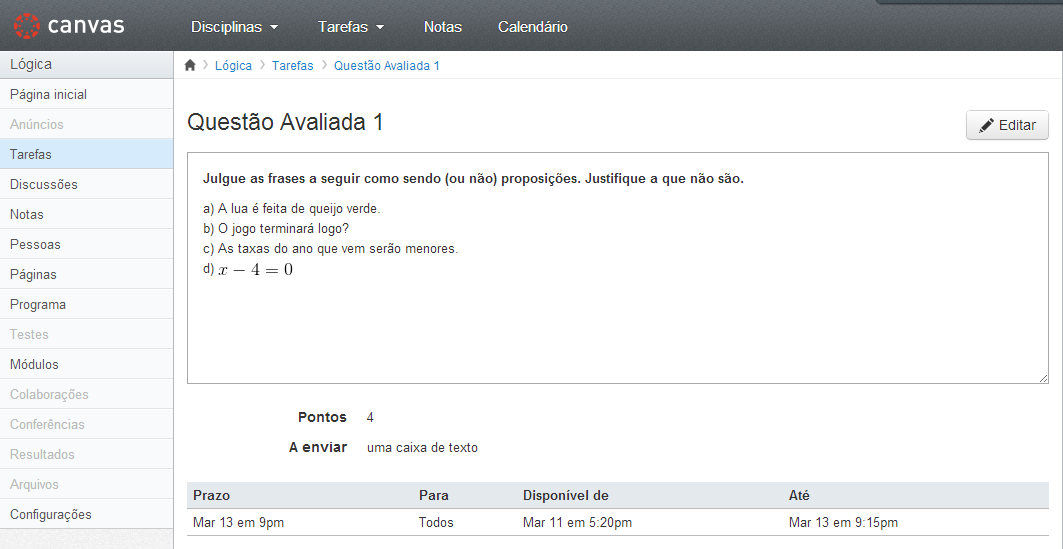 canvas
Disciplinas Tarefas Notas Calendário
Lógica
Página inicial
Anúncios
Tarefas
Discussões
Notas
Pessoas
Páginas
Programa
Testes
Módulos
Colaborações
Conferências
Resultados
Arquivos
Configurações
Lógica Tarefas Questão Avaliada 1
Questão Avaliada 1
Editar
Julgue as frases a seguir como sendo (ou não) proposições. Justifique a que não são.
a) A lua é feita de queijo verde.
b) O jogo terminará logo?
c) As taxas do ano que vem serão menores.
d) x − 4 = 0
Pontos 4
A enviar uma caixa de texto
Prazo Para Disponível de Até
Mar 13 em 9pm Todos Mar 11 em 5:20pm Mar 13 em 9:15pm